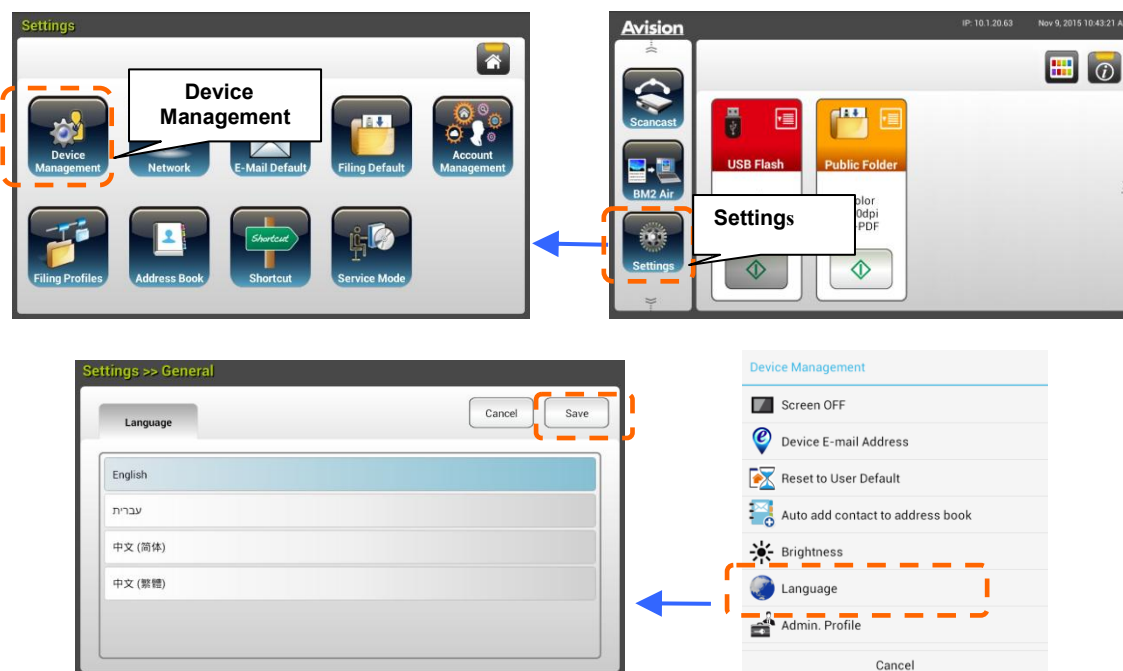 Settings
Device
Management
Device
Management
Network
E-Mail Default
Filing Default
Account
Management
Filing Profiles
Address Book
Shortcut
Shortcut
Service Mode
Avision
IP: 10.1.20.63 Nov 9, 2015 10:43:21 A
Scancast
BM2 Air
Settings
USB Flash
Public Folder
olor
0dpi
PDF
Settings
Settings >> General
Language
Cancel
Save
English
עברית
中文 (简体)
中文 (繁體)
Device Management
Screen OFF
Device E-mail Address
Reset to User Default
Auto add contact to address book
Brightness
Language
Admin. Profile
Cancel